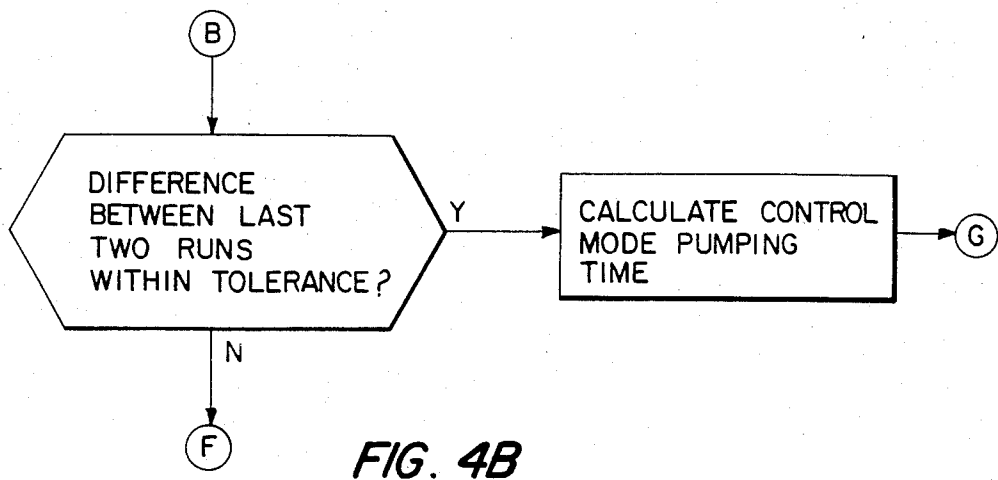 B
DIFFERENCE
BETWEEN LAST
TWO RUNS
WITHIN TOLERANCE?
Y
CALCULATE CONTROL
MODE PUMPING
TIME
G
N
F
FIG. 4B